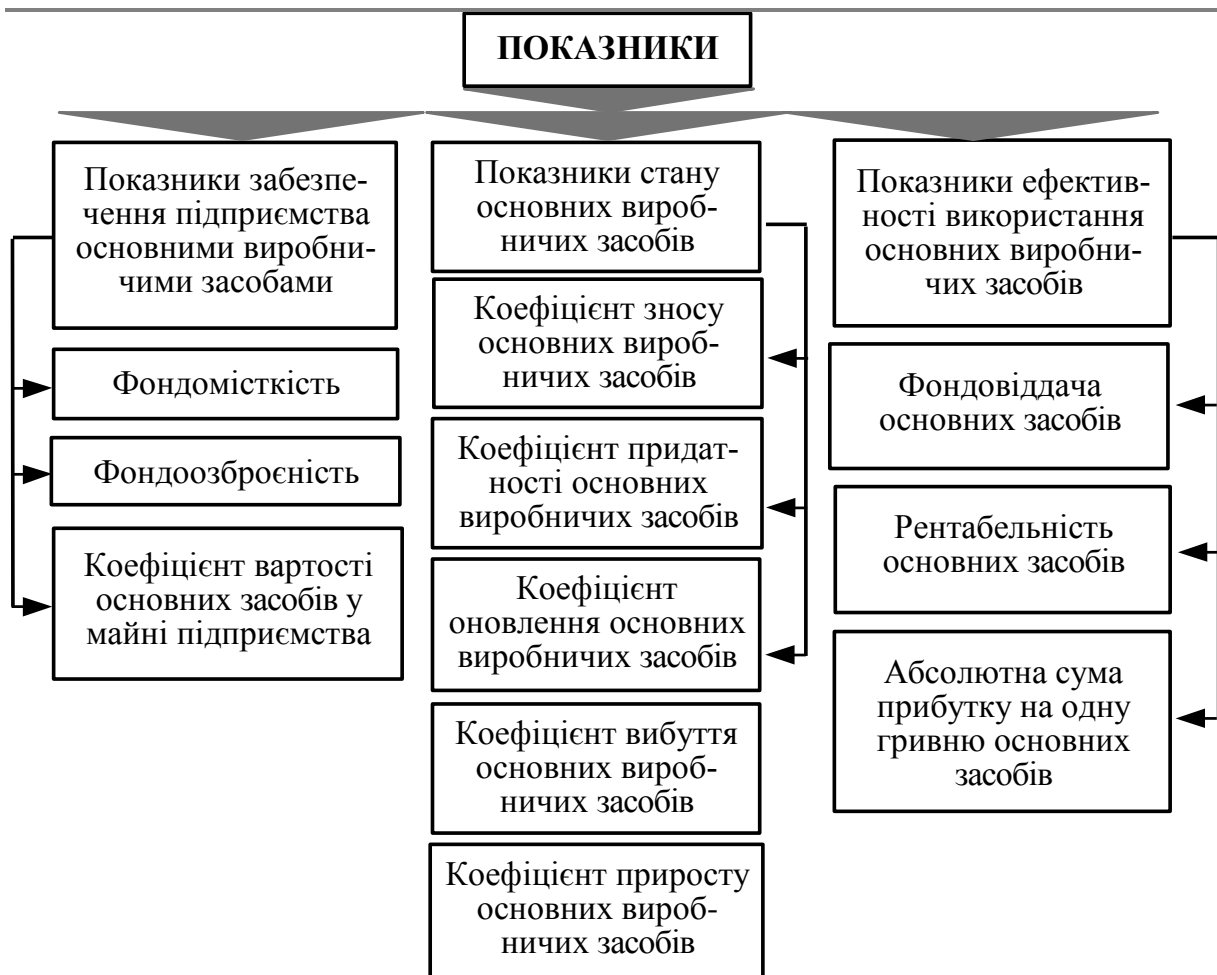 ПОКАЗНИКИ
Показники забезпе-
чення підприємства
основними виробни-
чими засобами
Фондомісткість
Фондоозброєність
Коефіцієнт вартості
основних засобів у
майні підприємства
Показники стану
основних вироб-
ничих засобів
Коефіцієнт зносу
основних вироб-
ничих засобів
Коефіцієнт придат-
ності основних
виробничих засобів
Коефіцієнт
оновлення основних
виробничих засобів
Коефіцієнт вибуття
основних вироб-
ничих засобів
Коефіцієнт приросту
основних вироб-
ничих засобів
Показники ефектив-
ності використання
основних виробни-
чих засобів
Фондовіддача
основних засобів
Рентабельність
основних засобів
Абсолютна сума
прибутку на одну
гривню основних
засобів